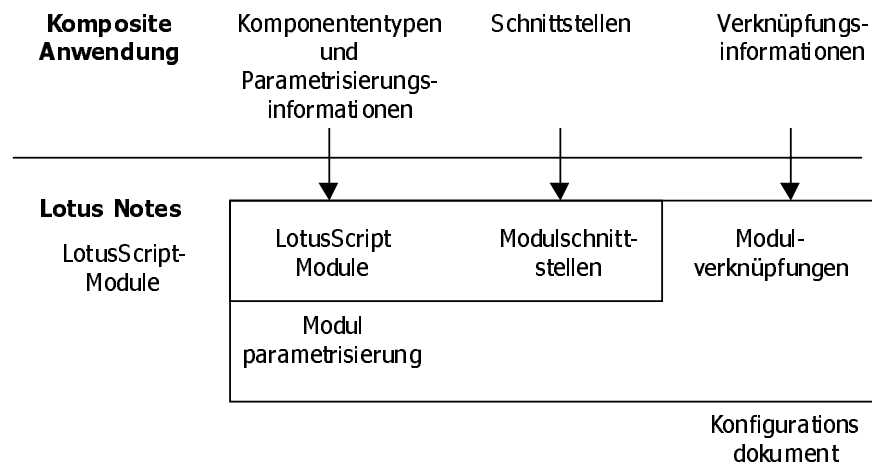 Komposite
Anwendung
Komponententypen
und
Parametrisierungs-
informationen
Schnittstellen
Verknüpfungs-
informationen
Lotus Notes
LotusScript-
Module
LotusScript
Module
Modulschnitt-
stellen
Modul-
verknüpfungen
Modul
parametrisierung
Konfigurations
dokument